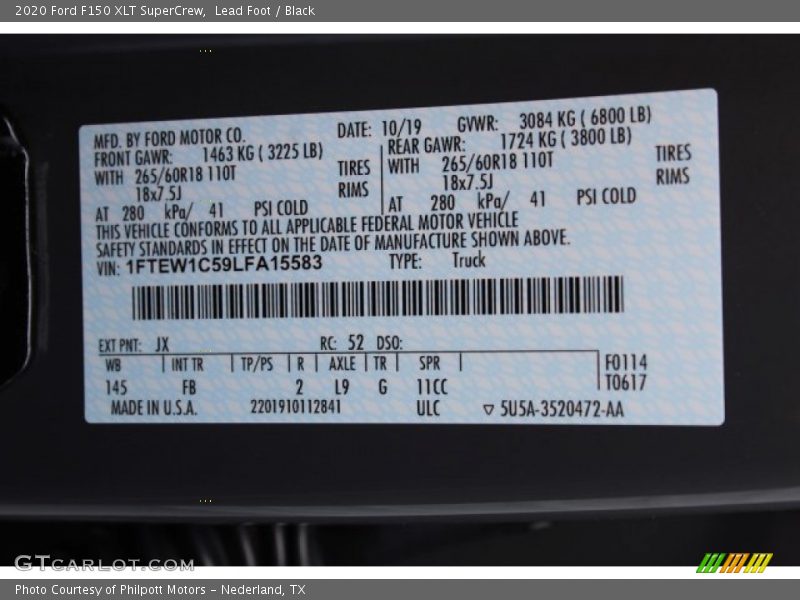 2020 Ford F150 XLT SuperCrew, Lead Foot / Black
MFD. BY FORD MOTOR CO. DATE: 10/19 GVWR: 3084 KG ( 6800 LB)
FRONT GAWR: 1463 KG ( 3225 LB) REAR GAWR: 1724 KG ( 3800 LB)
WITH 265/60R18 110T TIRES WITH 265/60R18 110T TIRES
18x7.5J RIMS 18x7.5J RIMS
AT 280 kPa/ 41 PSI COLD AT 280 kPa/ 41 PSI COLD
THIS VEHICLE CONFORMS TO ALL APPLICABLE FEDERAL MOTOR VEHICLE
SAFETY STANDARDS IN EFFECT ON THE DATE OF MANUFACTURE SHOWN ABOVE.
VIN: 1FTEW1C59LFA15583 TYPE: Truck
EXT PNT: JX RC: 52 DSO:
WB INT TR TP/PS R AXLE TR SPR F0114
145 FB 2 L9 G 11CC T0617
MADE IN U.S.A. 2201910112841 ULC ▽ 5U5A-3520472-AA
GTCARLOT.COM
Photo Courtesy of Philpott Motors - Nederland, TX